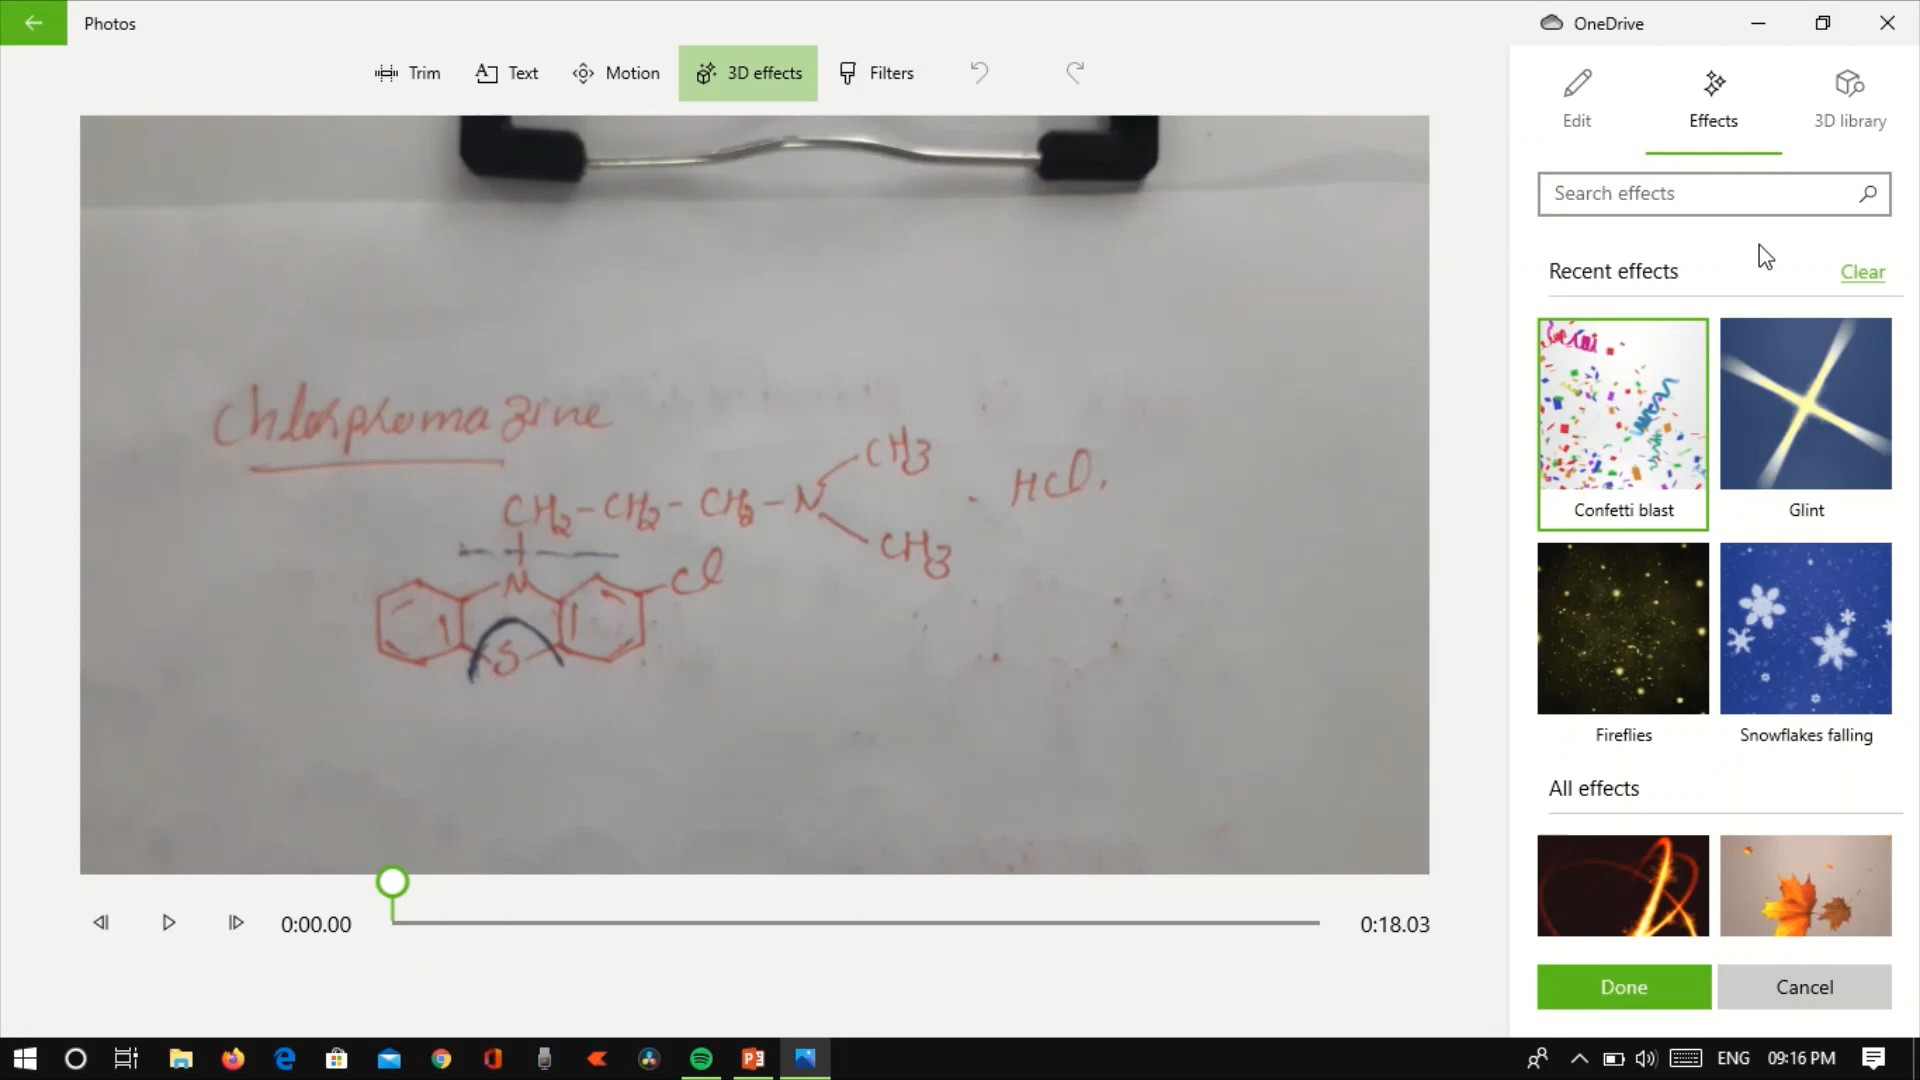 Photos
OneDrive
Trim
Text
Motion
3D effects
Filters
Edit
Effects
3D library
Search effects
Recent effects
Clear
Confetti blast
Glint
Fireflies
Snowflakes falling
All effects
Chlorpromazine
CH3
CH2-CH2-CH2-N
. HCl.
CH3
N
Cl
S
0:00.00
0:18.03
Done
Cancel
ENG
09:16 PM